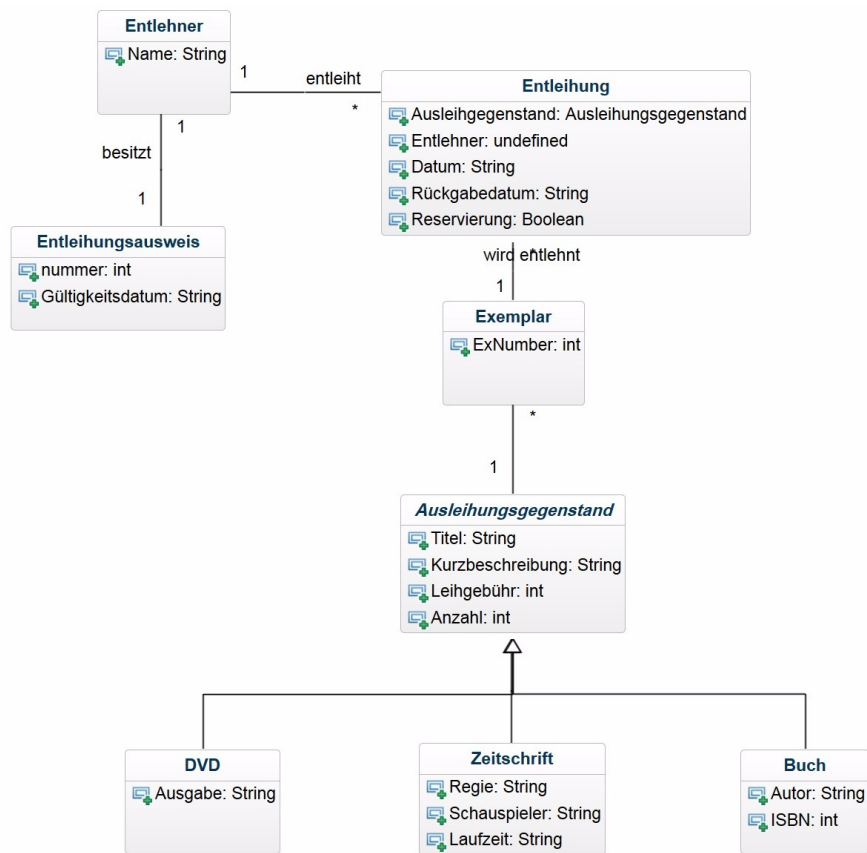 Entlehner
Name: String
1
entleiht
*
1
besitzt
1
Entleihung
Ausleihgegenstand: Ausleihungsgegenstand
Entlehner: undefined
Datum: String
Rückgabedatum: String
Reservierung: Boolean
Entleihungsausweis
nummer: int
Gültigkeitsdatum: String
*
wird entlehnt
1
Exemplar
ExNumber: int
*
1
Ausleihungsgegenstand
Titel: String
Kurzbeschreibung: String
Leihgebühr: int
Anzahl: int
DVD
Ausgabe: String
Zeitschrift
Regie: String
Schauspieler: String
Laufzeit: String
Buch
Autor: String
ISBN: int